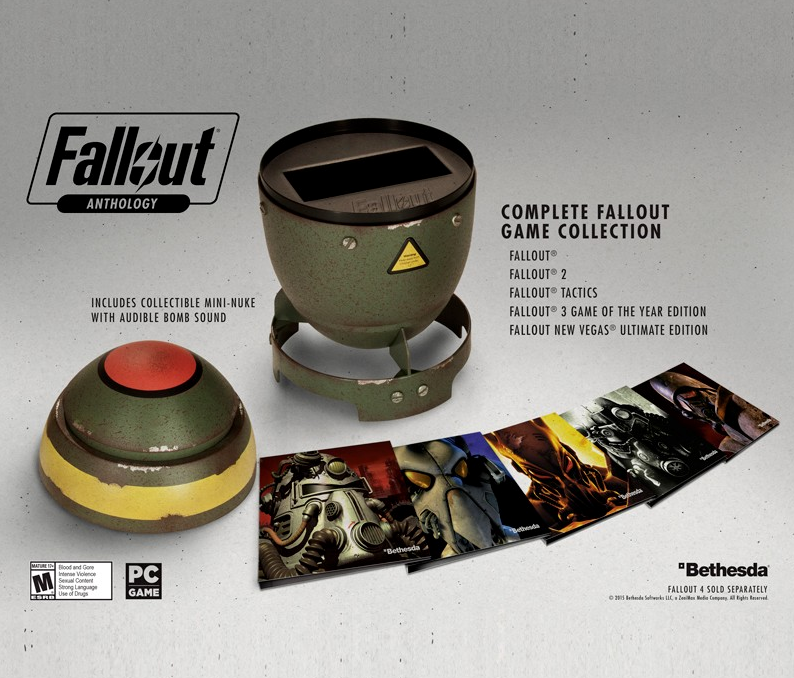 Fallout®
ANTHOLOGY
COMPLETE FALLOUT
GAME COLLECTION
FALLOUT®
FALLOUT® 2
FALLOUT® TACTICS
FALLOUT® 3 GAME OF THE YEAR EDITION
FALLOUT NEW VEGAS® ULTIMATE EDITION
INCLUDES COLLECTIBLE MINI-NUKE
WITH AUDIBLE BOMB SOUND
Fallout
Bethesda
Bethesda
Bethesda
Bethesda
MATURE 17+
M
ESRB
Blood and Gore
Intense Violence
Sexual Content
Strong Language
Use of Drugs
PC
GAME
Bethesda
FALLOUT 4 SOLD SEPARATELY
© 2015 Bethesda Softworks LLC, a ZeniMax Media Company. All Rights Reserved.